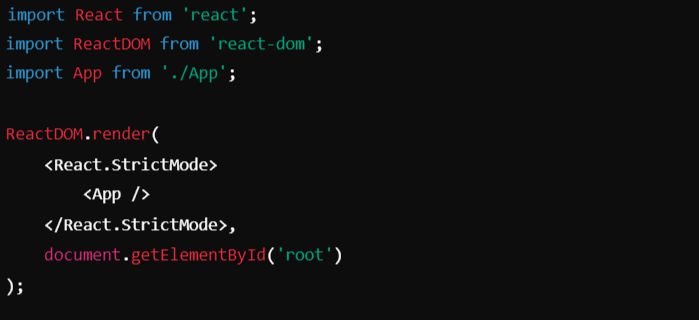 import React from 'react';
import ReactDOM from 'react-dom';
import App from './App';
ReactDOM.render(
    <React.StrictMode>
        <App />
    </React.StrictMode>,
    document.getElementById('root')
);